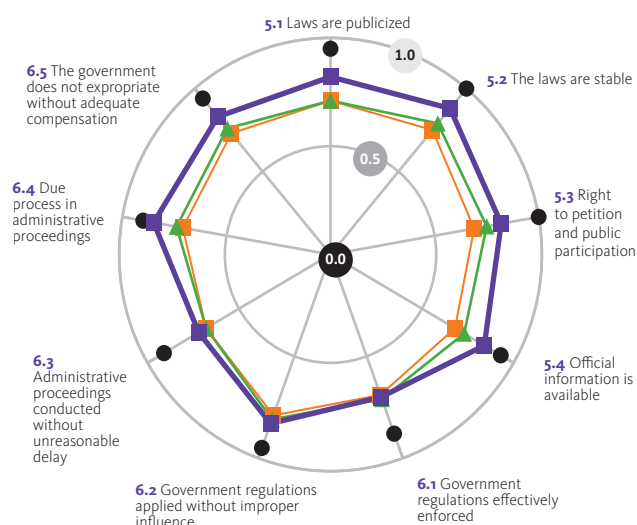 5.1 Laws are publicized
1.0
6.5 The government
does not expropriate
without adequate
compensation
5.2 The laws are stable
0.5
6.4 Due
process in
administrative
proceedings
5.3 Right
to petition
and public
participation
0.0
6.3
Administrative
proceedings
conducted
without
unreasonable
delay
5.4 Official
information is
available
6.2 Government regulations
applied without improper
influence
6.1 Government
regulations effectively
enforced